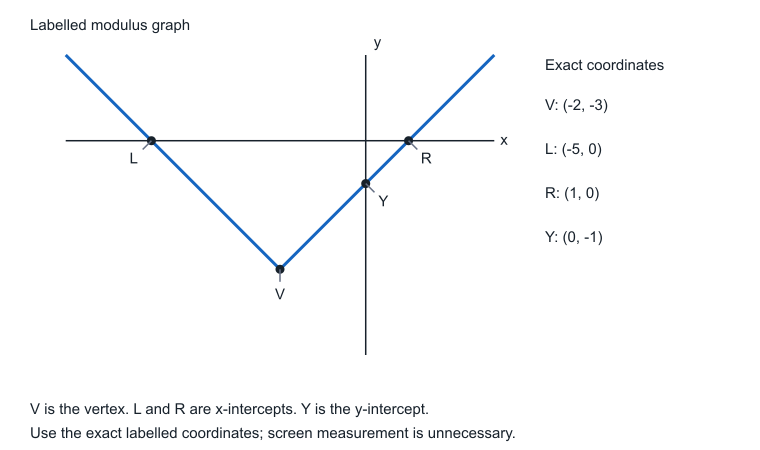 Labelled modulus graph
y
x
L
R
Y
V
Exact coordinates
V: (-2, -3)
L: (-5, 0)
R: (1, 0)
Y: (0, -1)
V is the vertex. L and R are x-intercepts. Y is the y-intercept.
Use the exact labelled coordinates; screen measurement is unnecessary.